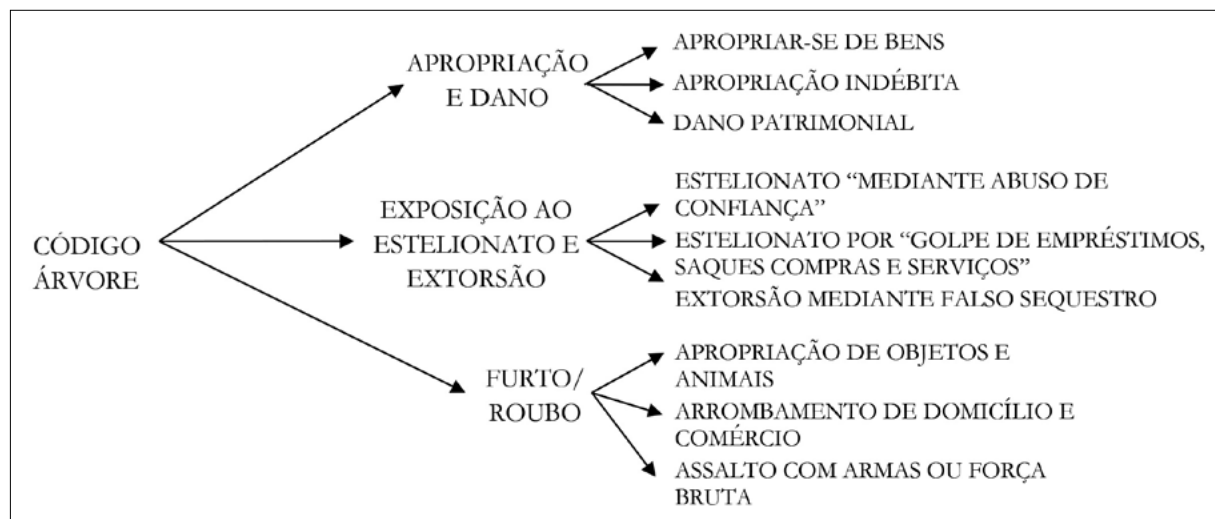 CÓDIGO
ÁRVORE
APROPRIAÇÃO
E DANO
APROPRIAR-SE DE BENS
APROPRIAÇÃO INDÉBITA
DANO PATRIMONIAL
EXPOSIÇÃO AO
ESTELIONATO E
EXTORSÃO
ESTELIONATO “MEDIANTE ABUSO DE
CONFIANÇA”
ESTELIONATO POR “GOLPE DE EMPRÉSTIMOS,
SAQUES COMPRAS E SERVIÇOS”
EXTORSÃO MEDIANTE FALSO SEQUESTRO
FURTO/
ROUBO
APROPRIAÇÃO DE OBJETOS E
ANIMAIS
ARROMBAMENTO DE DOMICÍLIO E
COMÉRCIO
ASSALTO COM ARMAS OU FORÇA
BRUTA